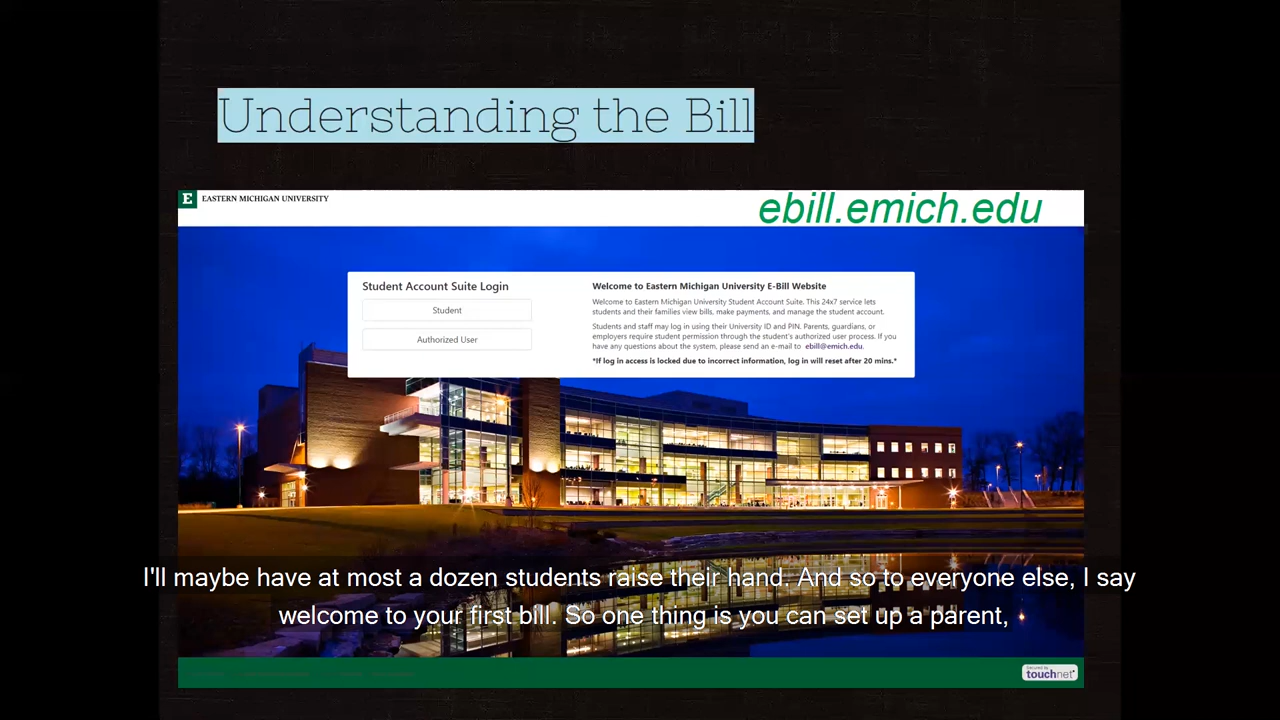 Understanding the Bill
E EASTERN MICHIGAN UNIVERSITY
ebill.emich.edu
Student Account Suite Login
Student
Authorized User
Welcome to Eastern Michigan University E-Bill Website
Welcome to Eastern Michigan University Student Account Suite. This 24x7 service lets
students and their families view bills, make payments, and manage the student account.
Students and staff may log in using their University ID and PIN. Parents, guardians, or
employers require student permission through the student's authorized user process. If you
have any questions about the system, please send an e-mail to ebill@emich.edu.
*If log in access is locked due to incorrect information, log in will reset after 20 mins.*
I'll maybe have at most a dozen students raise their hand. And so to everyone else, I say
welcome to your first bill. So one thing is you can set up a parent,
Secured by
touchnet